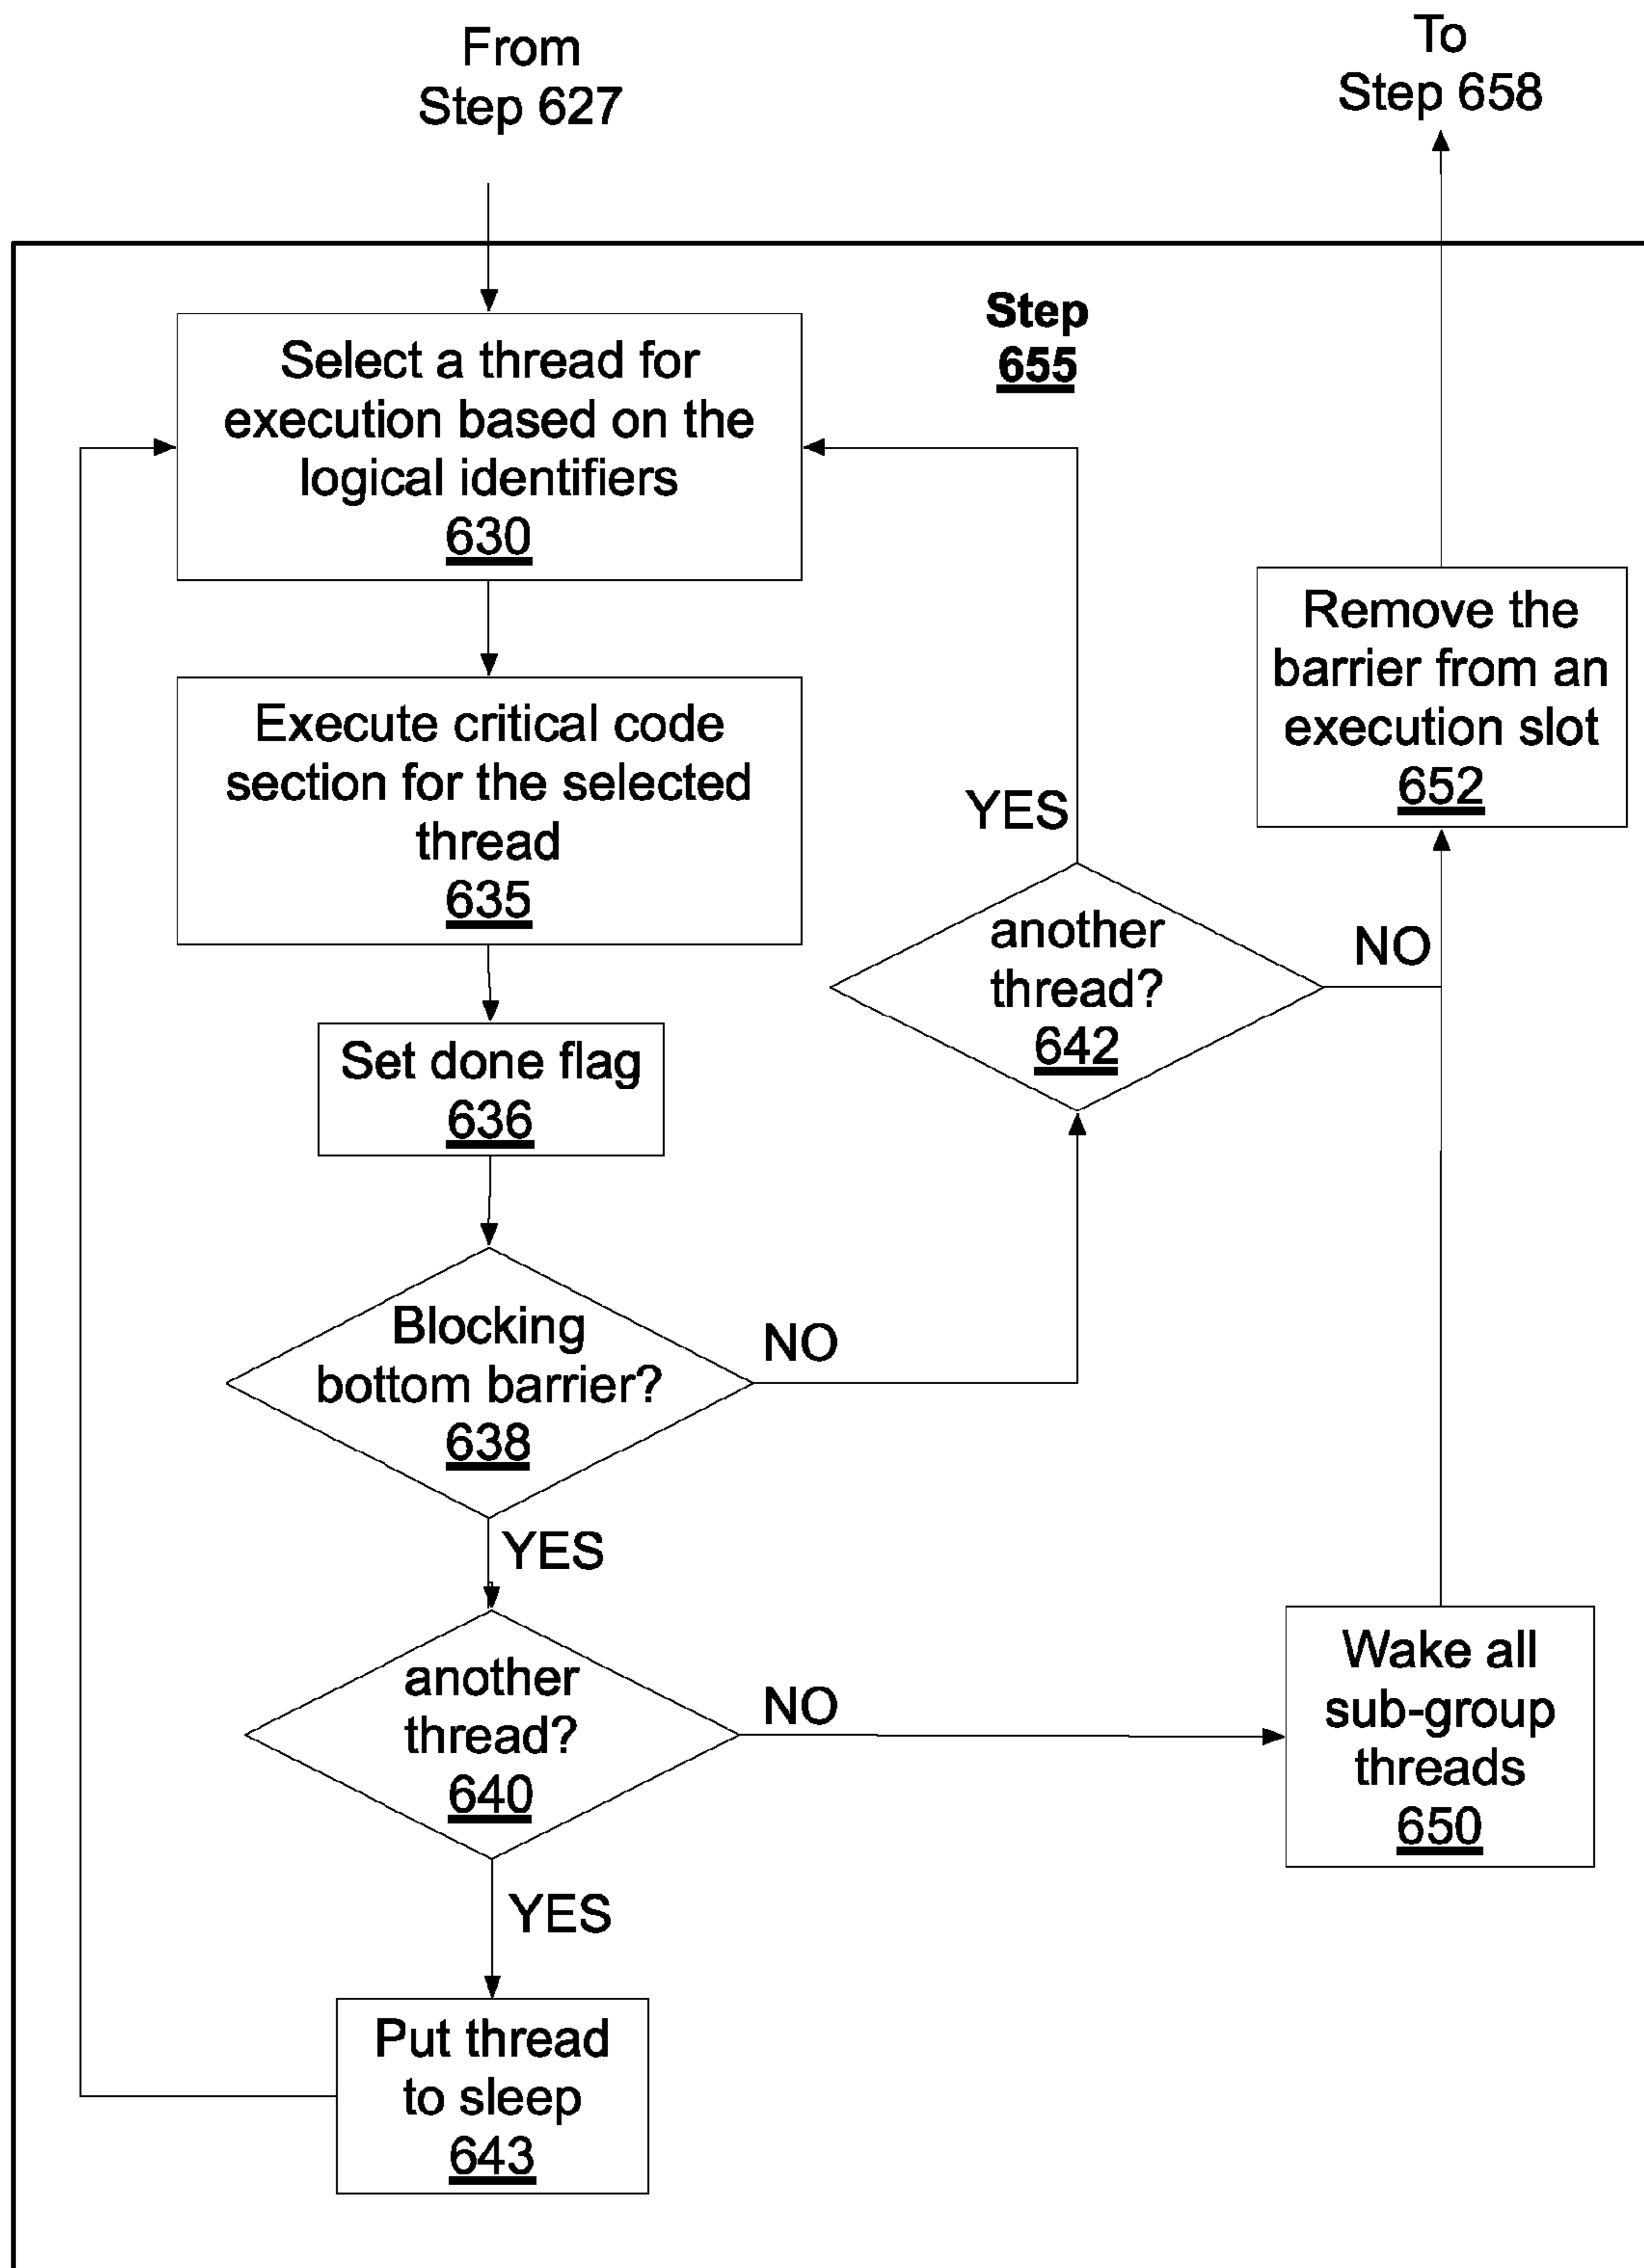 From
Step 627
To
Step 658
Step
655
Select a thread for
execution based on the
logical identifiers
630
Execute critical code
section for the selected
thread
635
Remove the
barrier from an
execution slot
652
YES
another
thread?
642
NO
Set done flag
636
Blocking
bottom barrier?
638
NO
YES
another
thread?
640
NO
Wake all
sub-group
threads
650
YES
Put thread
to sleep
643